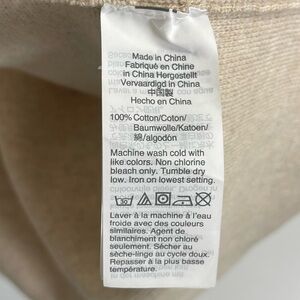 Made in China
Fabriqué en Chine
in China Hergestellt
Vervaardigd in China
中国製
Hecho en China
100% Cotton/Coton/
Baumwolle/Katoen/
綿/algodón
Machine wash cold with
like colors. Non chlorine
bleach only. Tumble dry
low. Iron on lowest setting.
Laver à la machine à l'eau
froide avec des couleurs
similaires. Agent de
blanchiment non chloré
seulement. Sécher au
sèche-linge au cycle doux.
Repasser à la plus basse
température.